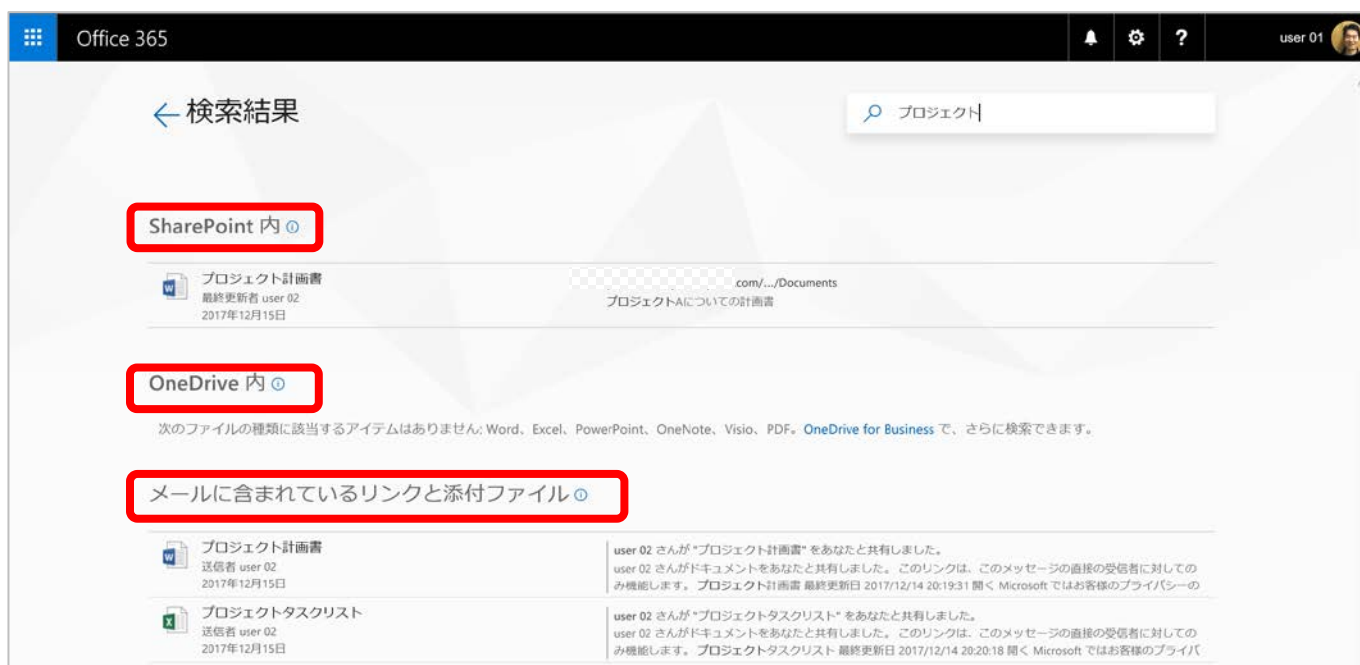 Office 365
?
user 01
検索結果
プロジェクト
SharePoint 内
プロジェクト計画書
最終更新者 user 02
2017年12月15日
.com/.../Documents
プロジェクトAについての計画書
OneDrive 内
次のファイルの種類に該当するアイテムはありません: Word、Excel、PowerPoint、OneNote、Visio、PDF。OneDrive for Business で、さらに検索できます。
メールに含まれているリンクと添付ファイル
プロジェクト計画書
送信者 user 02
2017年12月15日
user 02 さんが "プロジェクト計画書" をあなたと共有しました。
user 02 さんがドキュメントをあなたと共有しました。 このリンクは、このメッセージの直接の受信者に対しての
み機能します。 プロジェクト計画書 最終更新日 2017/12/14 20:19:31 開く Microsoft ではお客様のプライバシーの
プロジェクトタスクリスト
送信者 user 02
2017年12月15日
user 02 さんが "プロジェクトタスクリスト" をあなたと共有しました。
user 02 さんがドキュメントをあなたと共有しました。 このリンクは、このメッセージの直接の受信者に対しての
み機能します。 プロジェクトタスクリスト 最終更新日 2017/12/14 20:20:18 開く Microsoft ではお客様のプライバ